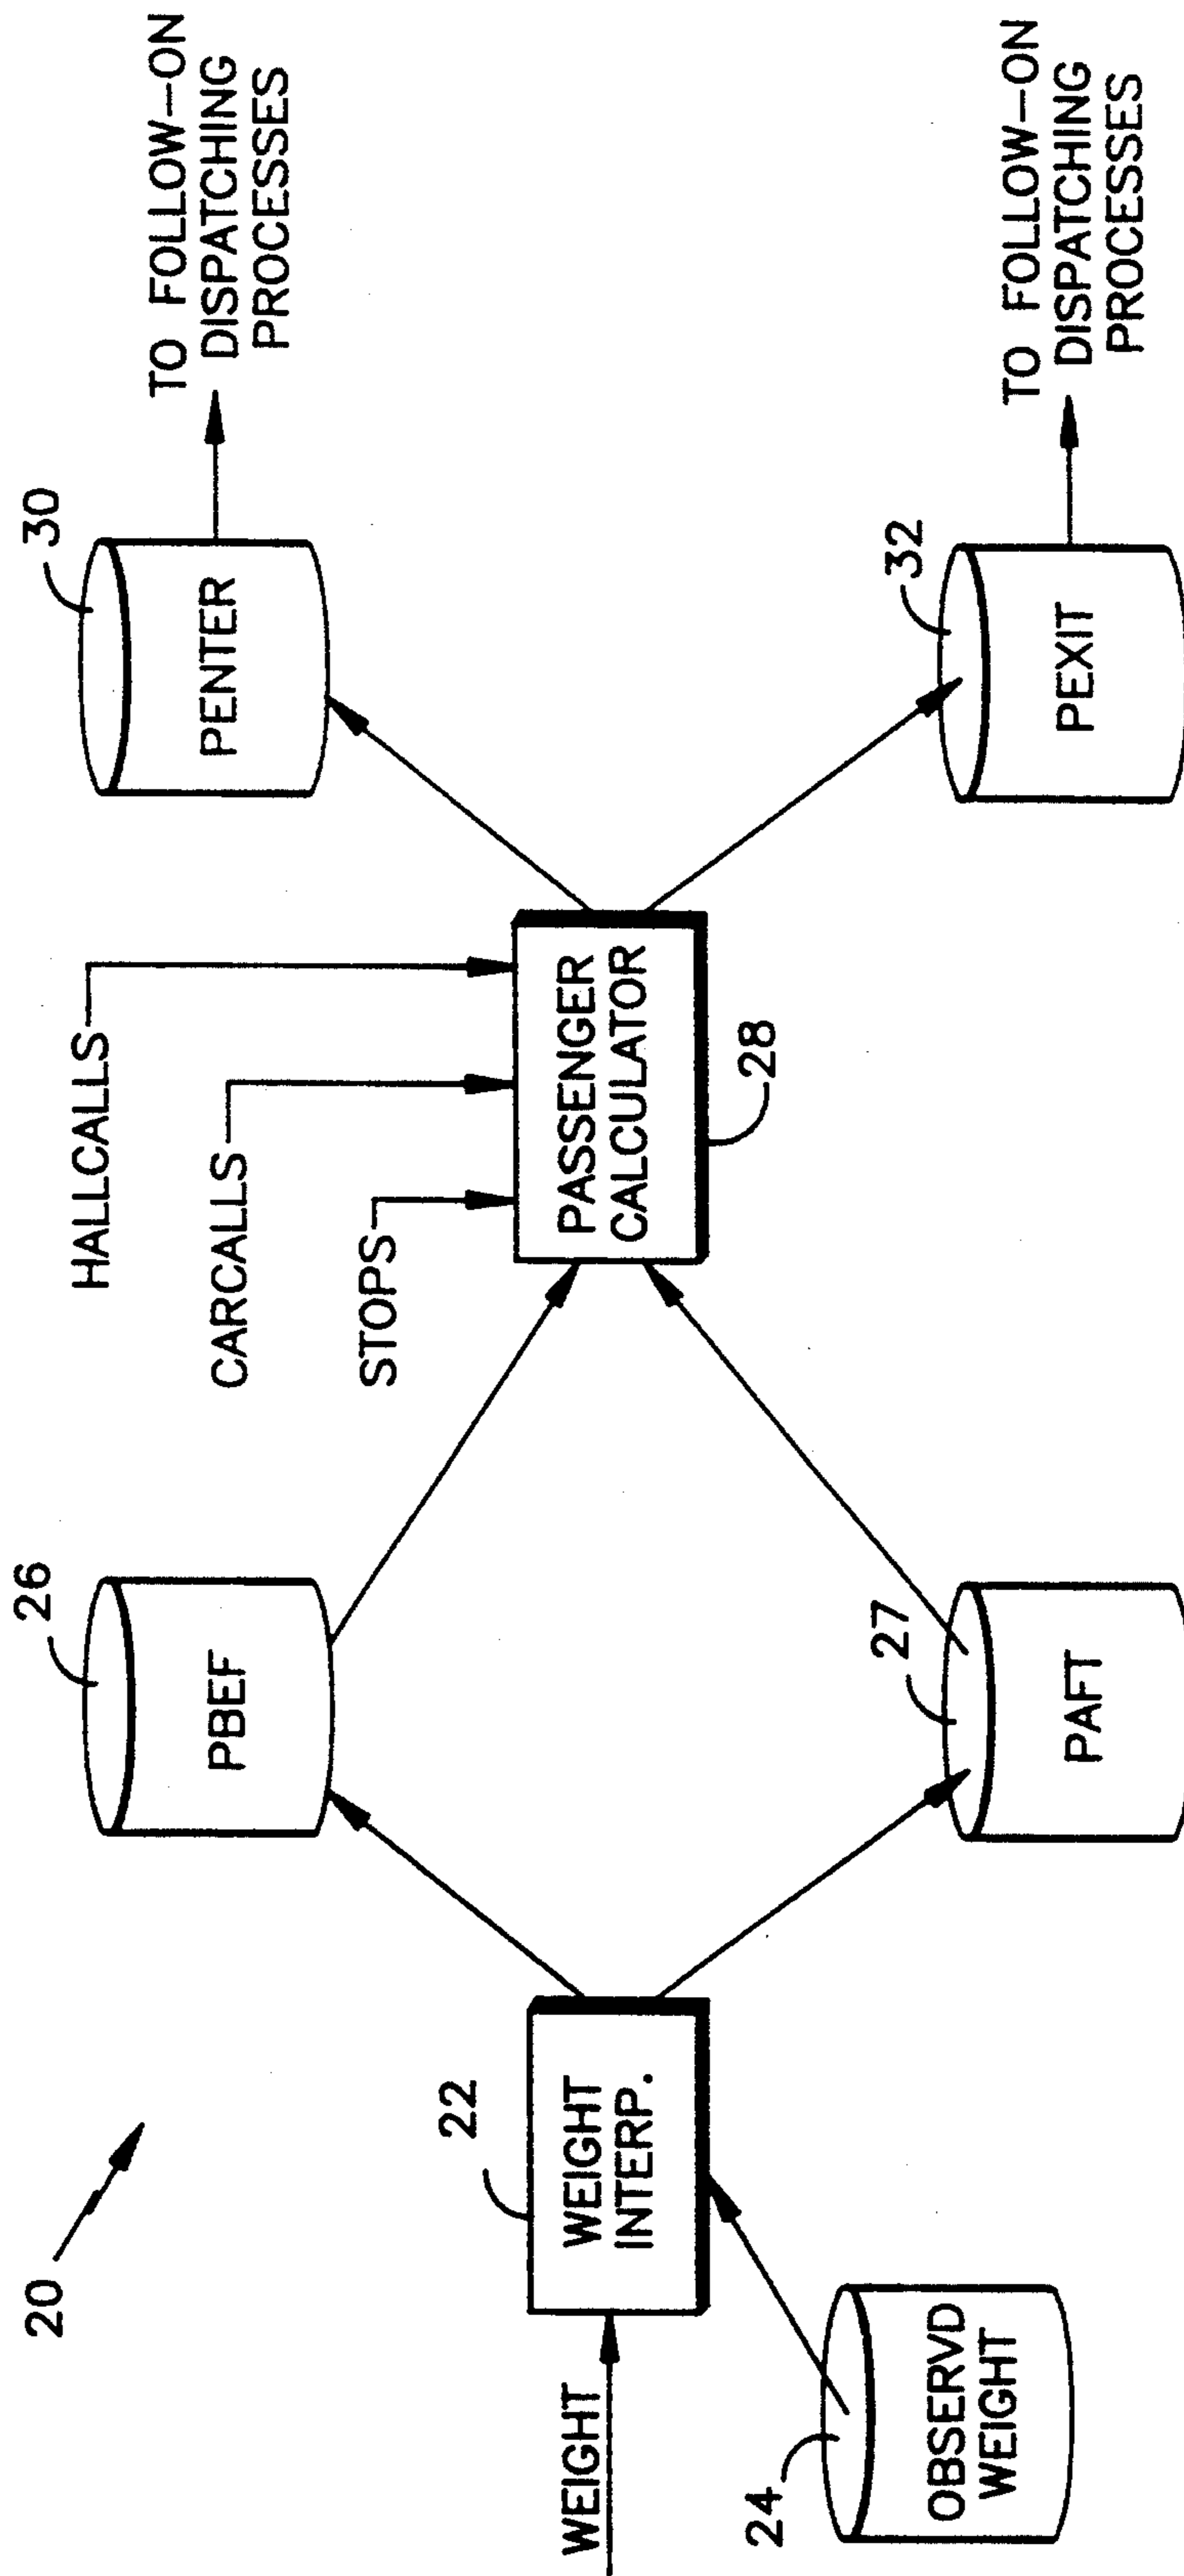 20
WEIGHT
22
WEIGHT
INTERP.
24
OBSERVD
WEIGHT
26
PBEF
27
PAFT
HALLCALLS
CARCALLS
STOPS
PASSENGER
CALCULATOR
28
30
PENTER
TO FOLLOW—ON
DISPATCHING
PROCESSES
32
PEXIT
TO FOLLOW—ON
DISPATCHING
PROCESSES